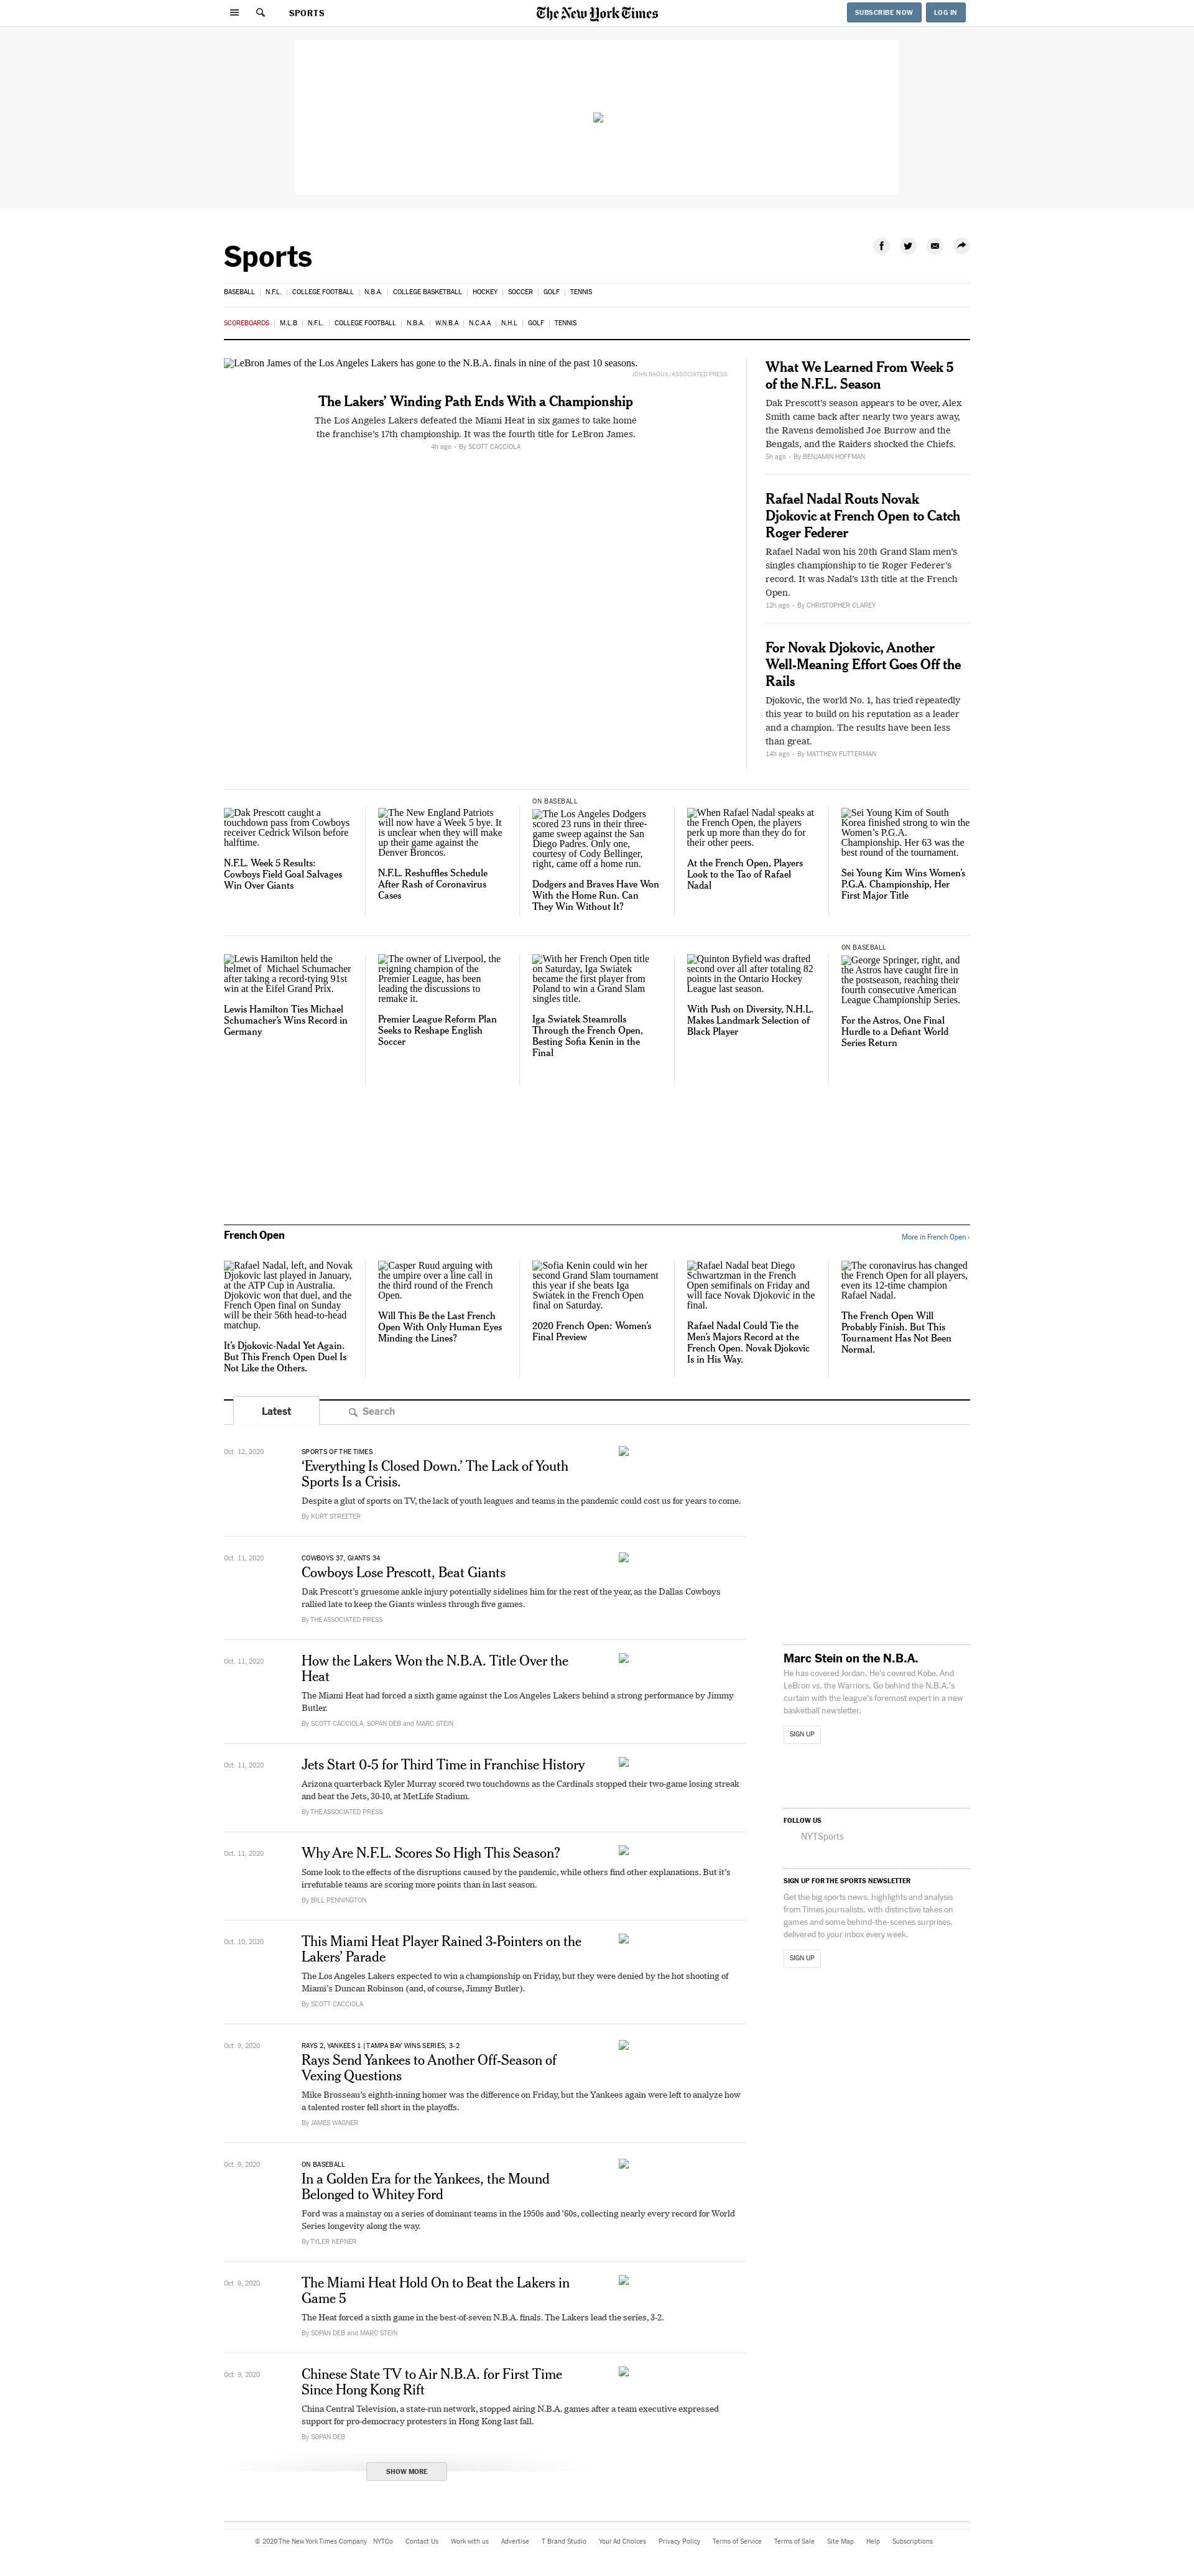 SPORTS
The New York Times
SUBSCRIBE NOW
LOG IN
Sports
BASEBALL | N.F.L. | COLLEGE FOOTBALL | N.B.A. | COLLEGE BASKETBALL | HOCKEY | SOCCER | GOLF | TENNIS
SCOREBOARDS | M.L.B | N.F.L. | COLLEGE FOOTBALL | N.B.A. | W.N.B.A | N.C.A.A | N.H.L | GOLF | TENNIS
LeBron James of the Los Angeles Lakers has gone to the N.B.A. finals in nine of the past 10 seasons.
JOHN RAOUX/ASSOCIATED PRESS
The Lakers' Winding Path Ends With a Championship
The Los Angeles Lakers defeated the Miami Heat in six games to take home
the franchise's 17th championship. It was the fourth title for LeBron James.
4h ago • By SCOTT CACCIOLA
What We Learned From Week 5
of the N.F.L. Season
Dak Prescott's season appears to be over, Alex
Smith came back after nearly two years away,
the Ravens demolished Joe Burrow and the
Bengals, and the Raiders shocked the Chiefs.
5h ago • By BENJAMIN HOFFMAN
Rafael Nadal Routs Novak
Djokovic at French Open to Catch
Roger Federer
Rafael Nadal won his 20th Grand Slam men's
singles championship to tie Roger Federer's
record. It was Nadal's 13th title at the French
Open.
12h ago • By CHRISTOPHER CLAREY
For Novak Djokovic, Another
Well-Meaning Effort Goes Off the
Rails
Djokovic, the world No. 1, has tried repeatedly
this year to build on his reputation as a leader
and a champion. The results have been less
than great.
14h ago • By MATTHEW FUTTERMAN
Dak Prescott caught a
touchdown pass from Cowboys
receiver Cedrick Wilson before
halftime.
N.F.L. Week 5 Results:
Cowboys Field Goal Salvages
Win Over Giants
The New England Patriots
will now have a Week 5 bye. It
is unclear when they will make
up their game against the
Denver Broncos.
N.F.L. Reshuffles Schedule
After Rash of Coronavirus
Cases
ON BASEBALL
The Los Angeles Dodgers
scored 23 runs in their three-
game sweep against the San
Diego Padres. Only one,
courtesy of Cody Bellinger,
right, came off a home run.
Dodgers and Braves Have Won
With the Home Run. Can
They Win Without It?
When Rafael Nadal speaks at
the French Open, the players
perk up more than they do for
their other peers.
At the French Open, Players
Look to the Tao of Rafael
Nadal
Sei Young Kim of South
Korea finished strong to win the
Women's P.G.A.
Championship. Her 63 was the
best round of the tournament.
Sei Young Kim Wins Women's
P.G.A. Championship, Her
First Major Title
Lewis Hamilton held the
helmet of Michael Schumacher
after taking a record-tying 91st
win at the Eifel Grand Prix.
Lewis Hamilton Ties Michael
Schumacher's Wins Record in
Germany
The owner of Liverpool, the
reigning champion of the
Premier League, has been
leading the discussions to
remake it.
Premier League Reform Plan
Seeks to Reshape English
Soccer
With her French Open title
on Saturday, Iga Swiatek
became the first player from
Poland to win a Grand Slam
singles title.
Iga Swiatek Steamrolls
Through the French Open,
Besting Sofia Kenin in the
Final
Quinton Byfield was drafted
second over all after totaling 82
points in the Ontario Hockey
League last season.
With Push on Diversity, N.H.L.
Makes Landmark Selection of
Black Player
ON BASEBALL
George Springer, right, and
the Astros have caught fire in
the postseason, reaching their
fourth consecutive American
League Championship Series.
For the Astros, One Final
Hurdle to a Defiant World
Series Return
French Open
More in French Open ›
Rafael Nadal, left, and Novak
Djokovic last played in January,
at the ATP Cup in Australia.
Djokovic won that duel, and the
French Open final on Sunday
will be their 56th head-to-head
matchup.
It's Djokovic-Nadal Yet Again.
But This French Open Duel Is
Not Like the Others.
Casper Ruud arguing with
the umpire over a line call in
the third round of the French
Open.
Will This Be the Last French
Open With Only Human Eyes
Minding the Lines?
Sofia Kenin could win her
second Grand Slam tournament
this year if she beats Iga
Swiatek in the French Open
final on Saturday.
2020 French Open: Women's
Final Preview
Rafael Nadal beat Diego
Schwartzman in the French
Open semifinals on Friday and
will face Novak Djokovic in the
final.
Rafael Nadal Could Tie the
Men's Majors Record at the
French Open. Novak Djokovic
Is in His Way.
The coronavirus has changed
the French Open for all players,
even its 12-time champion
Rafael Nadal.
The French Open Will
Probably Finish. But This
Tournament Has Not Been
Normal.
Latest
Search
Oct. 12, 2020
SPORTS OF THE TIMES
'Everything Is Closed Down.' The Lack of Youth
Sports Is a Crisis.
Despite a glut of sports on TV, the lack of youth leagues and teams in the pandemic could cost us for years to come.
By KURT STREETER
Oct. 11, 2020
COWBOYS 37, GIANTS 34
Cowboys Lose Prescott, Beat Giants
Dak Prescott's gruesome ankle injury potentially sidelines him for the rest of the year, as the Dallas Cowboys
rallied late to keep the Giants winless through five games.
By THE ASSOCIATED PRESS
Oct. 11, 2020
How the Lakers Won the N.B.A. Title Over the
Heat
The Miami Heat had forced a sixth game against the Los Angeles Lakers behind a strong performance by Jimmy
Butler.
By SCOTT CACCIOLA, SOPAN DEB and MARC STEIN
Oct. 11, 2020
Jets Start 0-5 for Third Time in Franchise History
Arizona quarterback Kyler Murray scored two touchdowns as the Cardinals stopped their two-game losing streak
and beat the Jets, 30-10, at MetLife Stadium.
By THE ASSOCIATED PRESS
Oct. 11, 2020
Why Are N.F.L. Scores So High This Season?
Some look to the effects of the disruptions caused by the pandemic, while others find other explanations. But it's
irrefutable teams are scoring more points than in last season.
By BILL PENNINGTON
Oct. 10, 2020
This Miami Heat Player Rained 3-Pointers on the
Lakers' Parade
The Los Angeles Lakers expected to win a championship on Friday, but they were denied by the hot shooting of
Miami's Duncan Robinson (and, of course, Jimmy Butler).
By SCOTT CACCIOLA
Oct. 9, 2020
RAYS 2, YANKEES 1 | TAMPA BAY WINS SERIES, 3-2
Rays Send Yankees to Another Off-Season of
Vexing Questions
Mike Brosseau's eighth-inning homer was the difference on Friday, but the Yankees again were left to analyze how
a talented roster fell short in the playoffs.
By JAMES WAGNER
Oct. 9, 2020
ON BASEBALL
In a Golden Era for the Yankees, the Mound
Belonged to Whitey Ford
Ford was a mainstay on a series of dominant teams in the 1950s and '60s, collecting nearly every record for World
Series longevity along the way.
By TYLER KEPNER
Oct. 9, 2020
The Miami Heat Hold On to Beat the Lakers in
Game 5
The Heat forced a sixth game in the best-of-seven N.B.A. finals. The Lakers lead the series, 3-2.
By SOPAN DEB and MARC STEIN
Oct. 9, 2020
Chinese State TV to Air N.B.A. for First Time
Since Hong Kong Rift
China Central Television, a state-run network, stopped airing N.B.A. games after a team executive expressed
support for pro-democracy protesters in Hong Kong last fall.
By SOPAN DEB
SHOW MORE
Marc Stein on the N.B.A.
He has covered Jordan. He's covered Kobe. And
LeBron vs. the Warriors. Go behind the N.B.A.'s
curtain with the league's foremost expert in a new
basketball newsletter.
SIGN UP
FOLLOW US
NYTSports
SIGN UP FOR THE SPORTS NEWSLETTER
Get the big sports news, highlights and analysis
from Times journalists, with distinctive takes on
games and some behind-the-scenes surprises,
delivered to your inbox every week.
SIGN UP
© 2020 The New York Times Company NYTCo Contact Us Work with us Advertise T Brand Studio Your Ad Choices Privacy Policy Terms of Service Terms of Sale Site Map Help Subscriptions